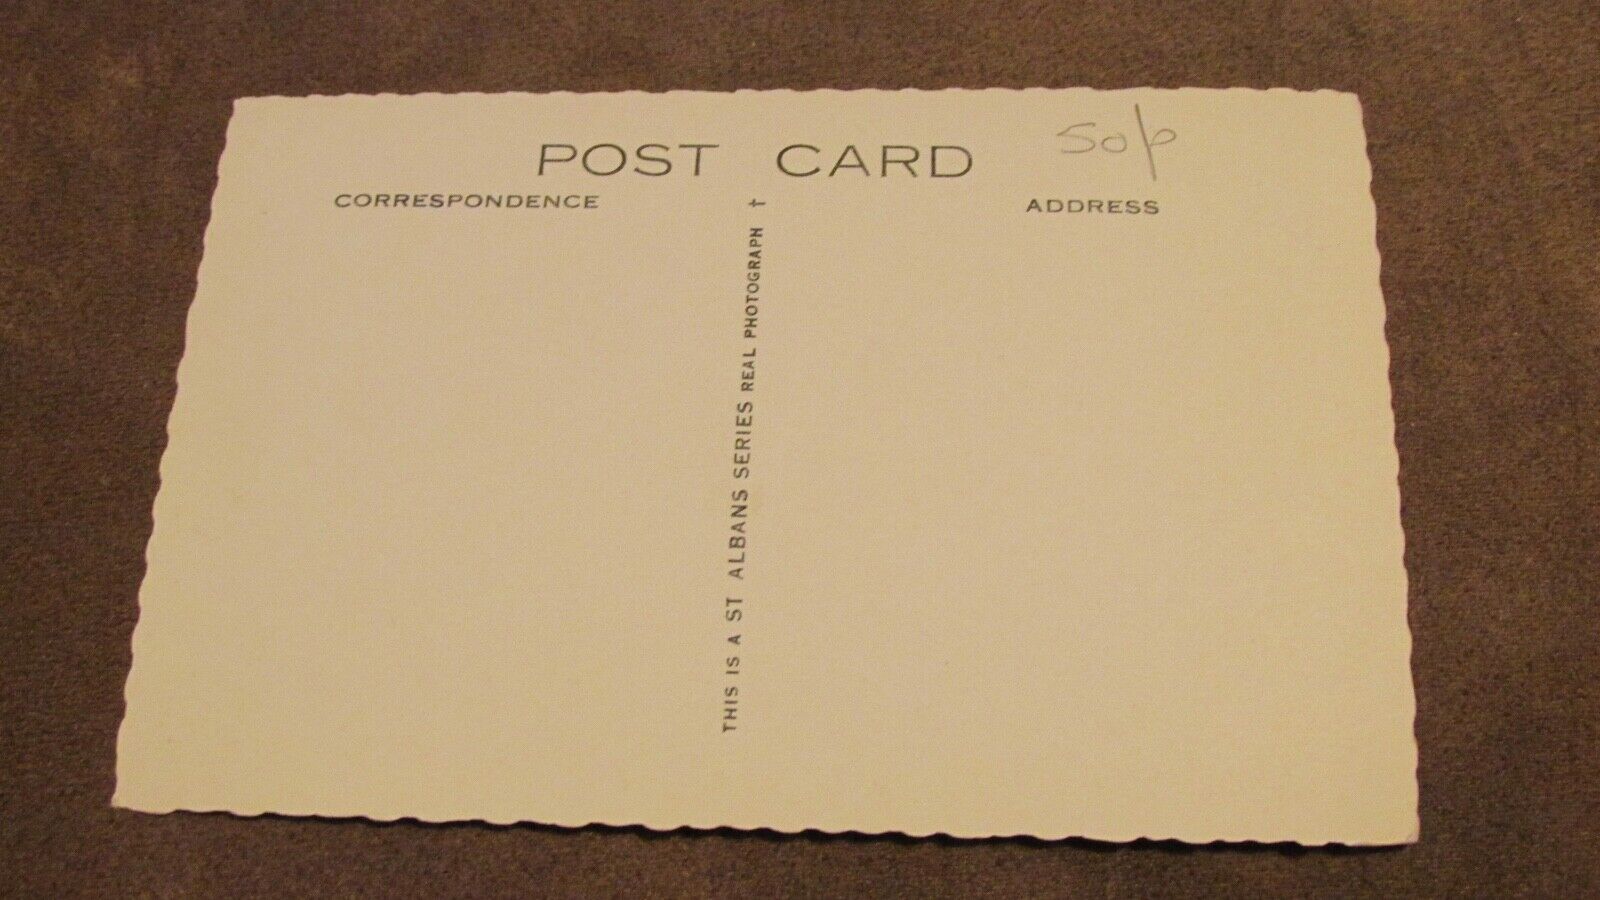 POST CARD
50p
CORRESPONDENCE
ADDRESS
THIS IS A ST ALBANS SERIES REAL PHOTOGRAPH †